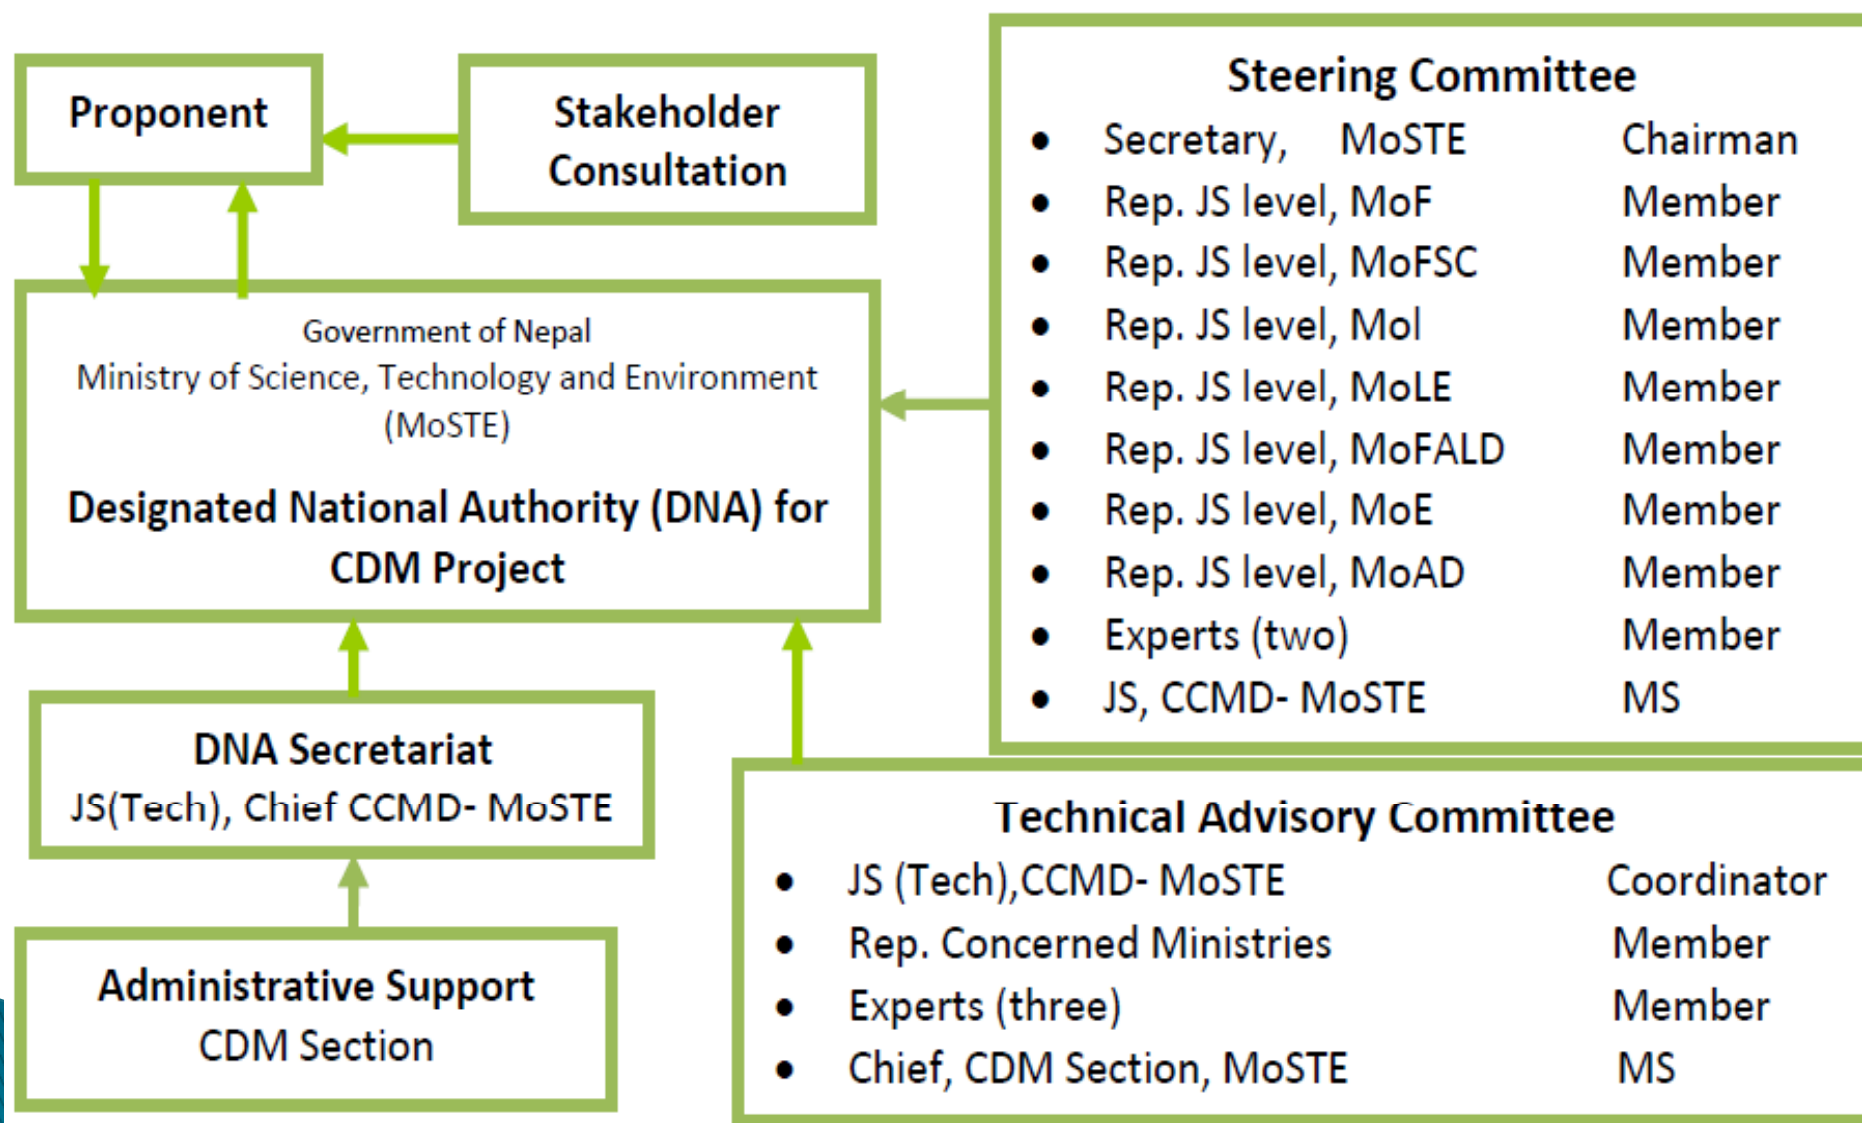 Proponent
Stakeholder
Consultation
Government of Nepal
Ministry of Science, Technology and Environment
(MoSTE)
Designated National Authority (DNA) for
CDM Project
DNA Secretariat
JS(Tech), Chief CCMD- MoSTE
Administrative Support
CDM Section
Steering Committee
• Secretary, MoSTE Chairman
• Rep. JS level, MoF Member
• Rep. JS level, MoFSC Member
• Rep. JS level, MoI Member
• Rep. JS level, MoLE Member
• Rep. JS level, MoFALD Member
• Rep. JS level, MoE Member
• Rep. JS level, MoAD Member
• Experts (two) Member
• JS, CCMD- MoSTE MS
Technical Advisory Committee
• JS (Tech),CCMD- MoSTE Coordinator
• Rep. Concerned Ministries Member
• Experts (three) Member
• Chief, CDM Section, MoSTE MS